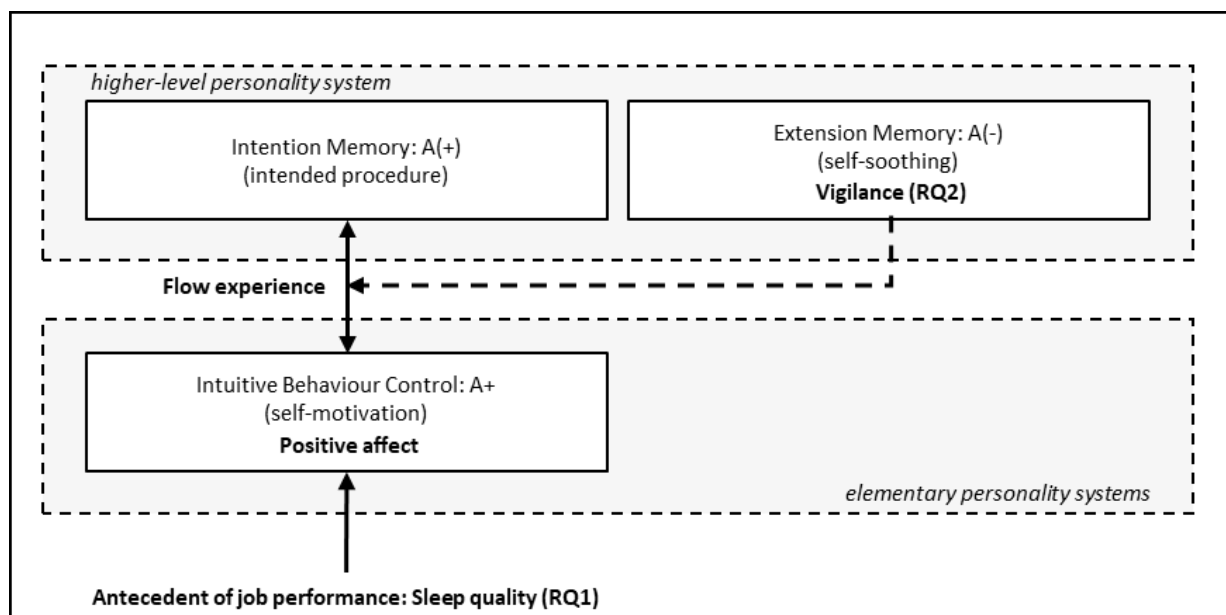 higher-level personality system
Intention Memory: A(+)
(intended procedure)
Extension Memory: A(-)
(self-soothing)
Vigilance (RQ2)
Flow experience
Intuitive Behaviour Control: A+
(self-motivation)
Positive affect
elementary personality systems
Antecedent of job performance: Sleep quality (RQ1)